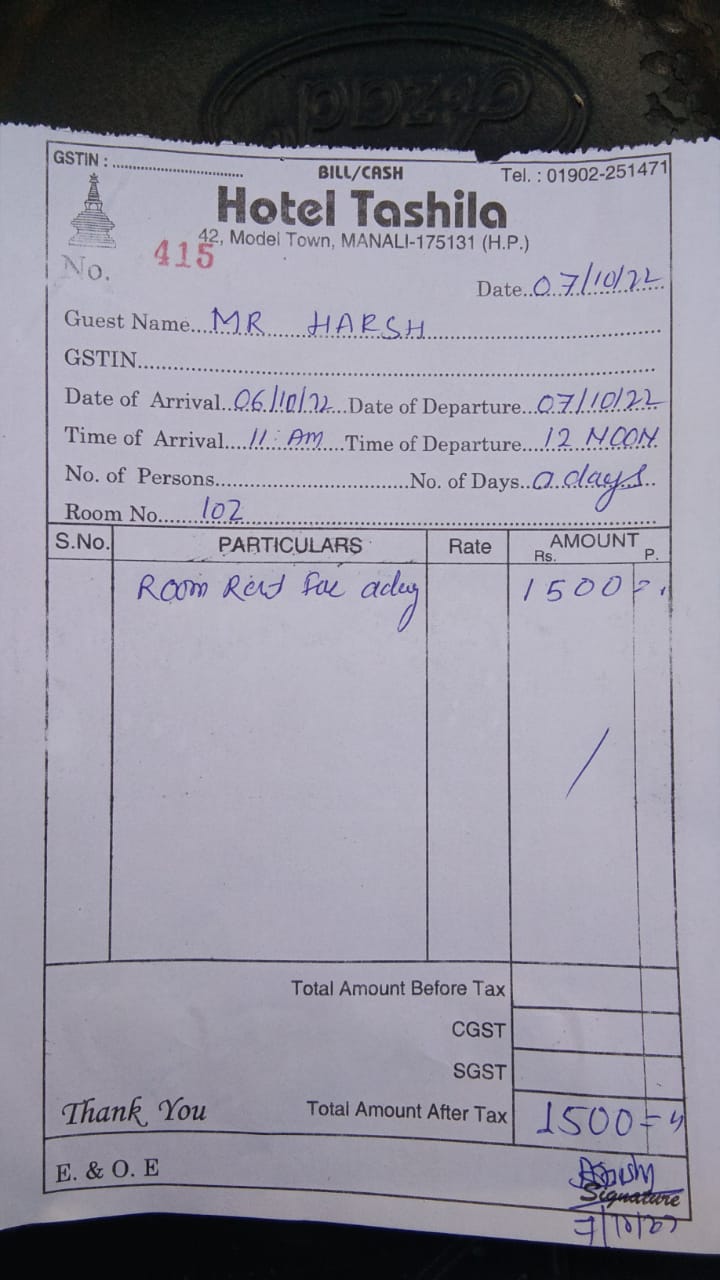 GSTIN : ........................ BILL/CASH Tel. : 01902-251471
Hotel Tashila
42, Model Town, MANALI-175131 (H.P.)
No. 415
Date..07/10/22
Guest Name...MR HARSH
GSTIN
Date of Arrival..06/10/22...Date of Departure...07/10/22
Time of Arrival....11:AM....Time of Departure....12 NOON
No. of Persons..............No. of Days..a days..
Room No......102
S.No. PARTICULARS Rate AMOUNT
Rs. P.
Room Rent for aday 1500=
Total Amount Before Tax
CGST
SGST
Thank You Total Amount After Tax 1500=
E. & O. E
Signature
7/10/22